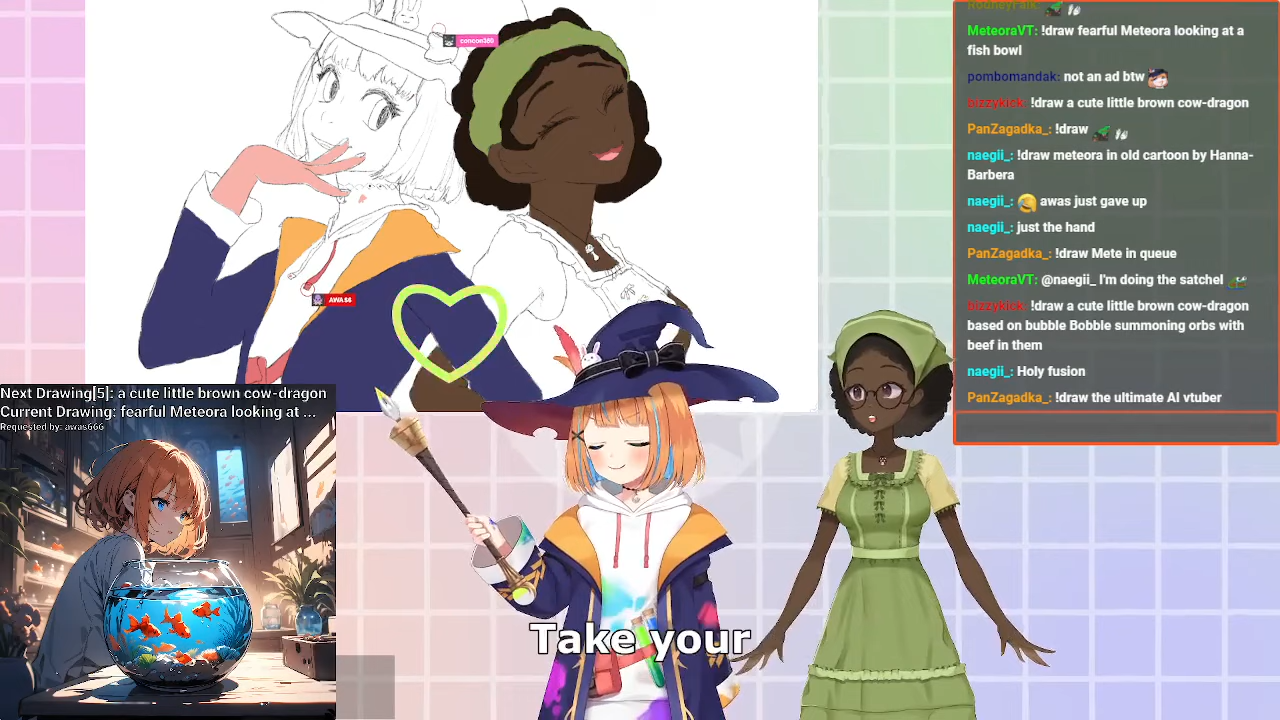 concon369
AWAS6
RodneyFalk:
MeteoraVT: !draw fearful Meteora looking at a
fish bowl
pombomandak: not an ad btw
bizzykick: !draw a cute little brown cow-dragon
PanZagadka_: !draw
naegii_: !draw meteora in old cartoon by Hanna-
Barbera
naegii_: awas just gave up
naegii_: just the hand
PanZagadka_: !draw Mete in queue
MeteoraVT: @naegii_ I'm doing the satchel
bizzykick: !draw a cute little brown cow-dragon
based on bubble Bobble summoning orbs with
beef in them
naegii_: Holy fusion
PanZagadka_: !draw the ultimate AI vtuber
Next Drawing[5]: a cute little brown cow-dragon
Current Drawing: fearful Meteora looking at ...
Requested by: awas666
Take your